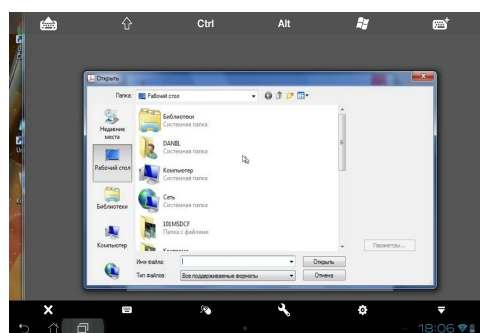 Ctrl
Alt
Открыть
Папка:
Рабочий стол
Недавние места
Рабочий стол
Библиотеки
Компьютер
Библиотеки
Системная папка
DANBL
Системная папка
Компьютер
Системная папка
Сеть
Системная папка
101MSDCF
Папка с файлами
Параметры...
Имя файла:
Открыть
Тип файлов:
Все поддерживаемые форматы
Отмена
18:06